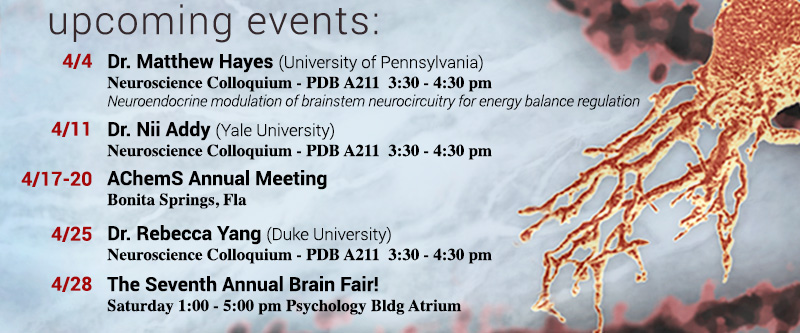 upcoming events:
4/4 Dr. Matthew Hayes (University of Pennsylvania)
Neuroscience Colloquium - PDB A211 3:30 - 4:30 pm
Neuroendocrine modulation of brainstem neurocircuitry for energy balance regulation
4/11 Dr. Nii Addy (Yale University)
Neuroscience Colloquium - PDB A211 3:30 - 4:30 pm
4/17-20 AChemS Annual Meeting
Bonita Springs, Fla
4/25 Dr. Rebecca Yang (Duke University)
Neuroscience Colloquium - PDB A211 3:30 - 4:30 pm
4/28 The Seventh Annual Brain Fair!
Saturday 1:00 - 5:00 pm Psychology Bldg Atrium